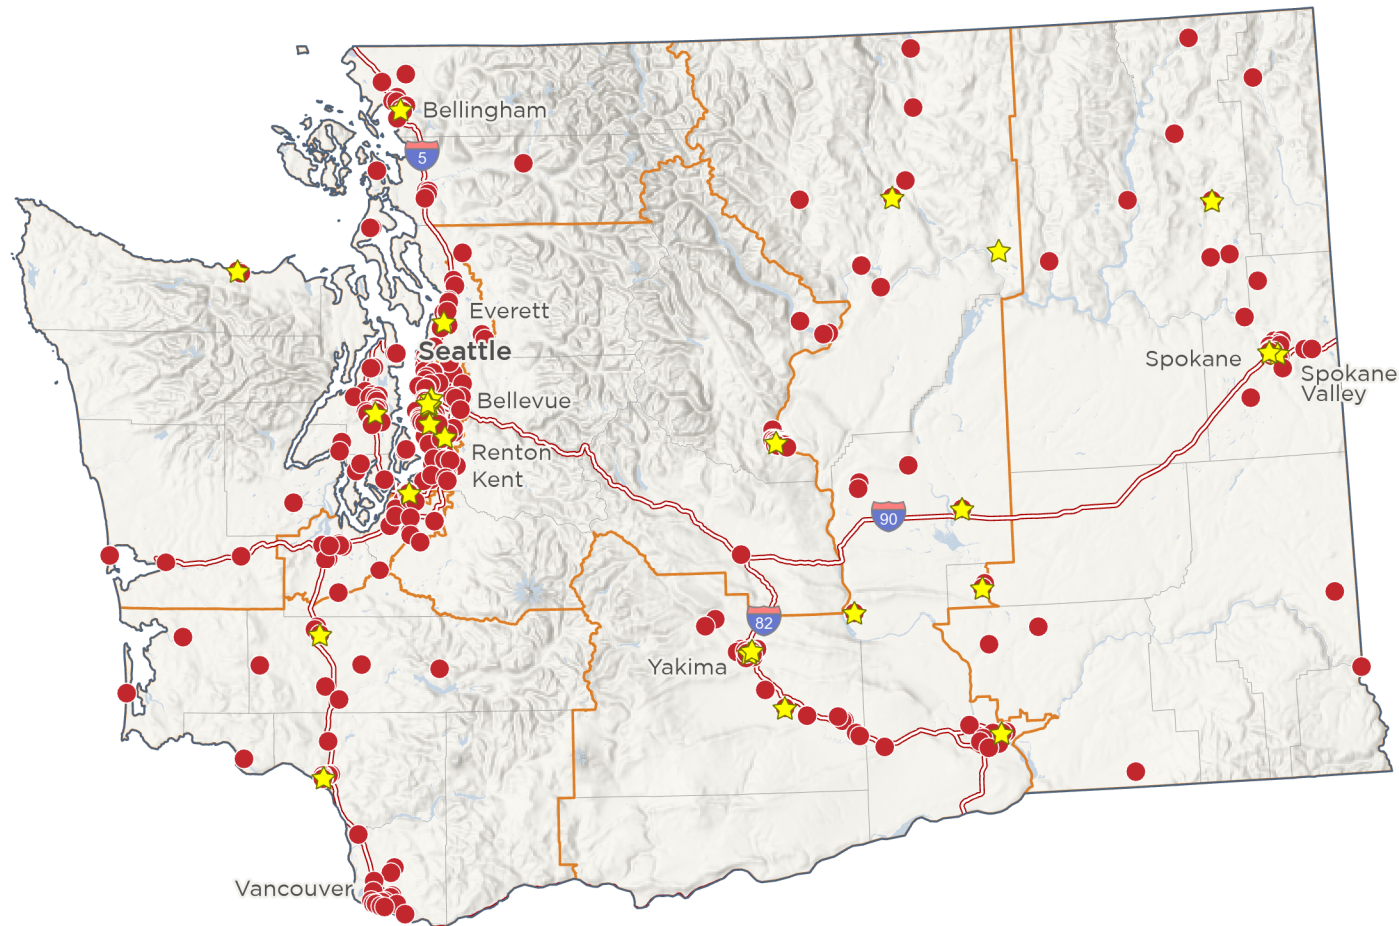 Bellingham
5
Everett
Seattle
Spokane
Spokane
Valley
Bellevue
Renton
Kent
90
82
Yakima
Vancouver